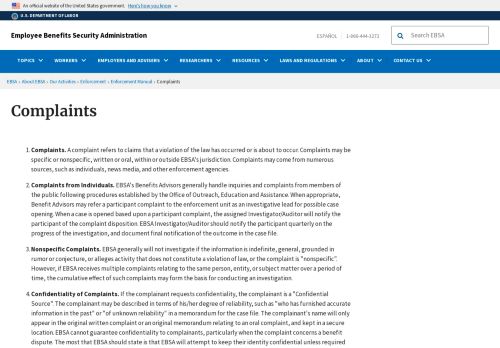 An official website of the United States government. Here's how you know
U.S. DEPARTMENT OF LABOR
Employee Benefits Security Administration
ESPAÑOL | 1-866-444-3272
Search EBSA
TOPICS WORKERS EMPLOYERS AND ADVISERS RESEARCHERS RESOURCES LAWS AND REGULATIONS ABOUT CONTACT US
EBSA › About EBSA › Our Activities › Enforcement › Enforcement Manual › Complaints
Complaints
1. Complaints. A complaint refers to claims that a violation of the law has occurred or is about to occur. Complaints may be
specific or nonspecific, written or oral, within or outside EBSA's jurisdiction. Complaints may come from numerous
sources, such as individuals, news media, and other enforcement agencies.
2. Complaints from Individuals. EBSA's Benefits Advisors generally handle inquiries and complaints from members of
the public following procedures established by the Office of Outreach, Education and Assistance. When appropriate,
Benefit Advisors may refer a participant complaint to the enforcement unit as an investigative lead for possible case
opening. When a case is opened based upon a participant complaint, the assigned Investigator/Auditor will notify the
participant of the complaint disposition. EBSA Investigator/Auditor should notify the participant quarterly on the
progress of the investigation, and document final notification of the outcome in the case file.
3. Nonspecific Complaints. EBSA generally will not investigate if the information is indefinite, general, grounded in
rumor or conjecture, or alleges activity that does not constitute a violation of law, or the complaint is "nonspecific".
However, if EBSA receives multiple complaints relating to the same person, entity, or subject matter over a period of
time, the cumulative effect of such complaints may form the basis for conducting an investigation.
4. Confidentiality of Complaints. If the complainant requests confidentiality, the complainant is a "Confidential
Source". The complainant may be described in terms of his/her degree of reliability, such as "who has furnished accurate
information in the past" or "of unknown reliability" in a memorandum for the case file. The complainant's name will only
appear in the original written complaint or an original memorandum relating to an oral complaint, and kept in a secure
location. EBSA cannot guarantee confidentiality to complainants, particularly when the complaint concerns a benefit
dispute. The most that EBSA should state is that EBSA will attempt to keep their identity confidential unless required